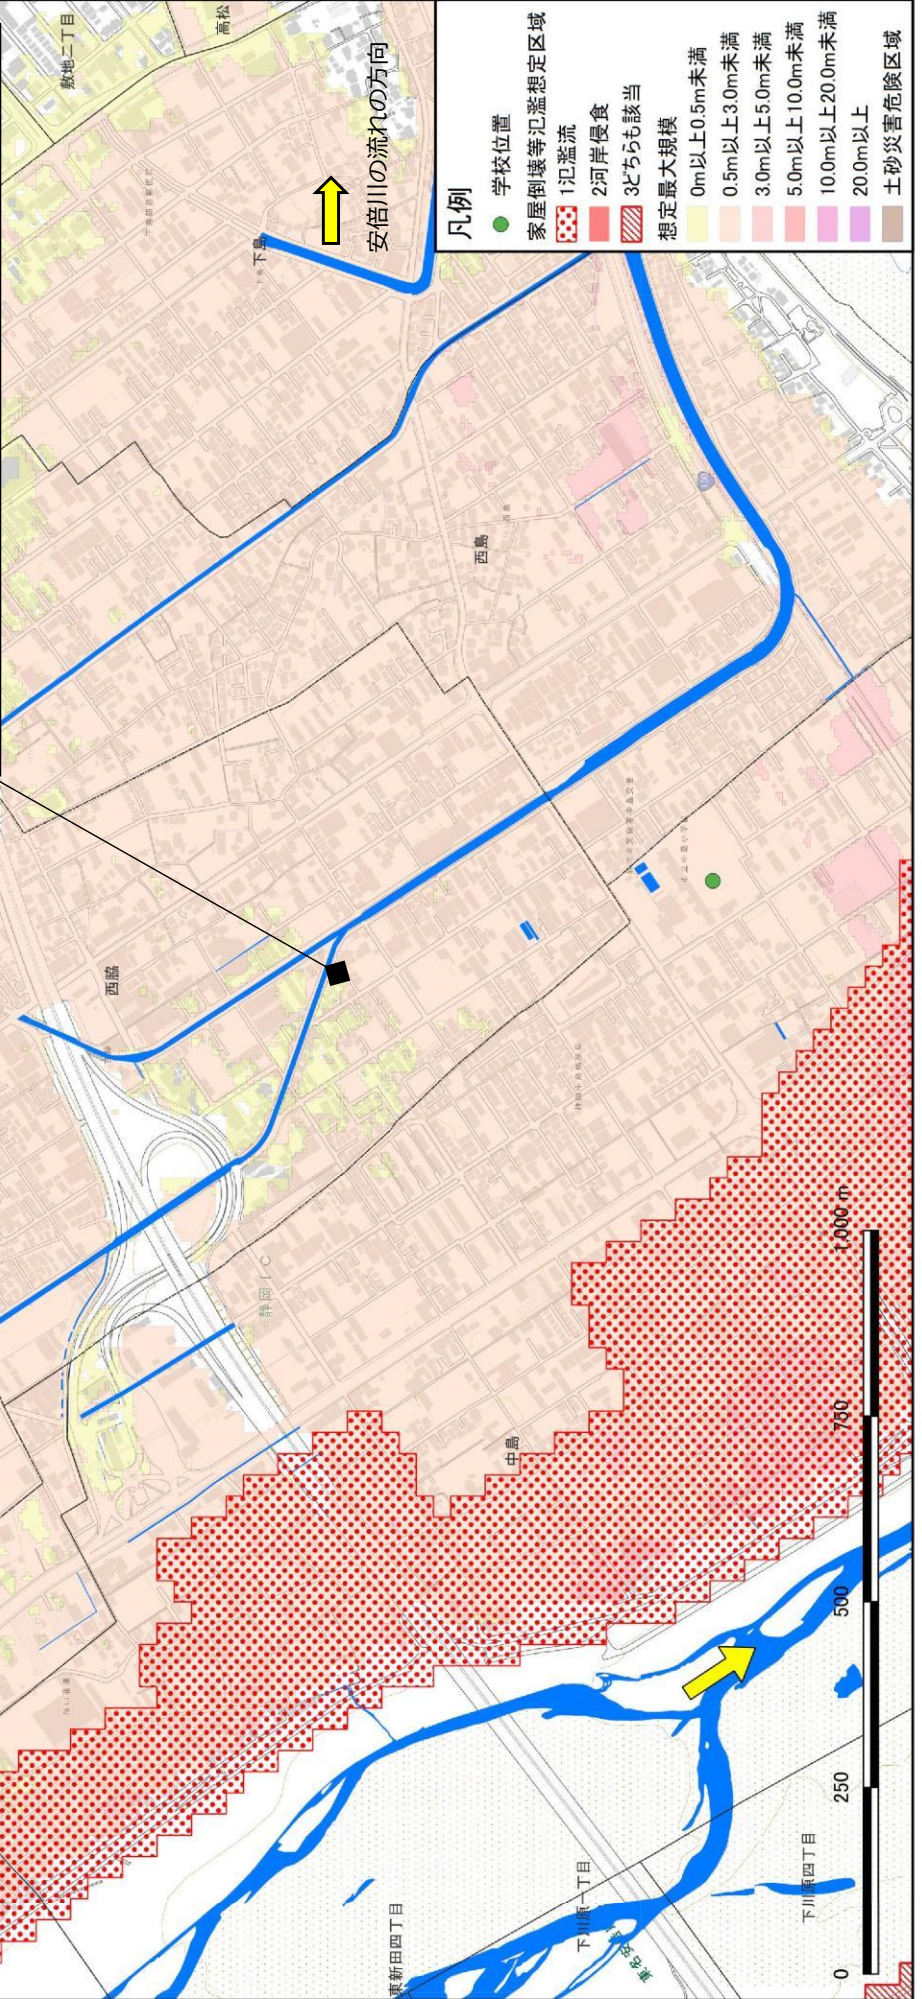 敷地二丁目
高松
下島
安倍川の流れの方向
西島
150
西脇
静岡IC
中島
東新田四丁目
下川原一丁目
下川原四丁目
凡例
学校位置
家屋倒壊等氾濫想定区域
1氾濫流
2河岸侵食
3どちらも該当
想定最大規模
0m以上0.5m未満
0.5m以上3.0m未満
3.0m以上5.0m未満
5.0m以上10.0m未満
10.0m以上20.0m未満
20.0m以上
土砂災害危険区域
0 250 500 750 1,000 m